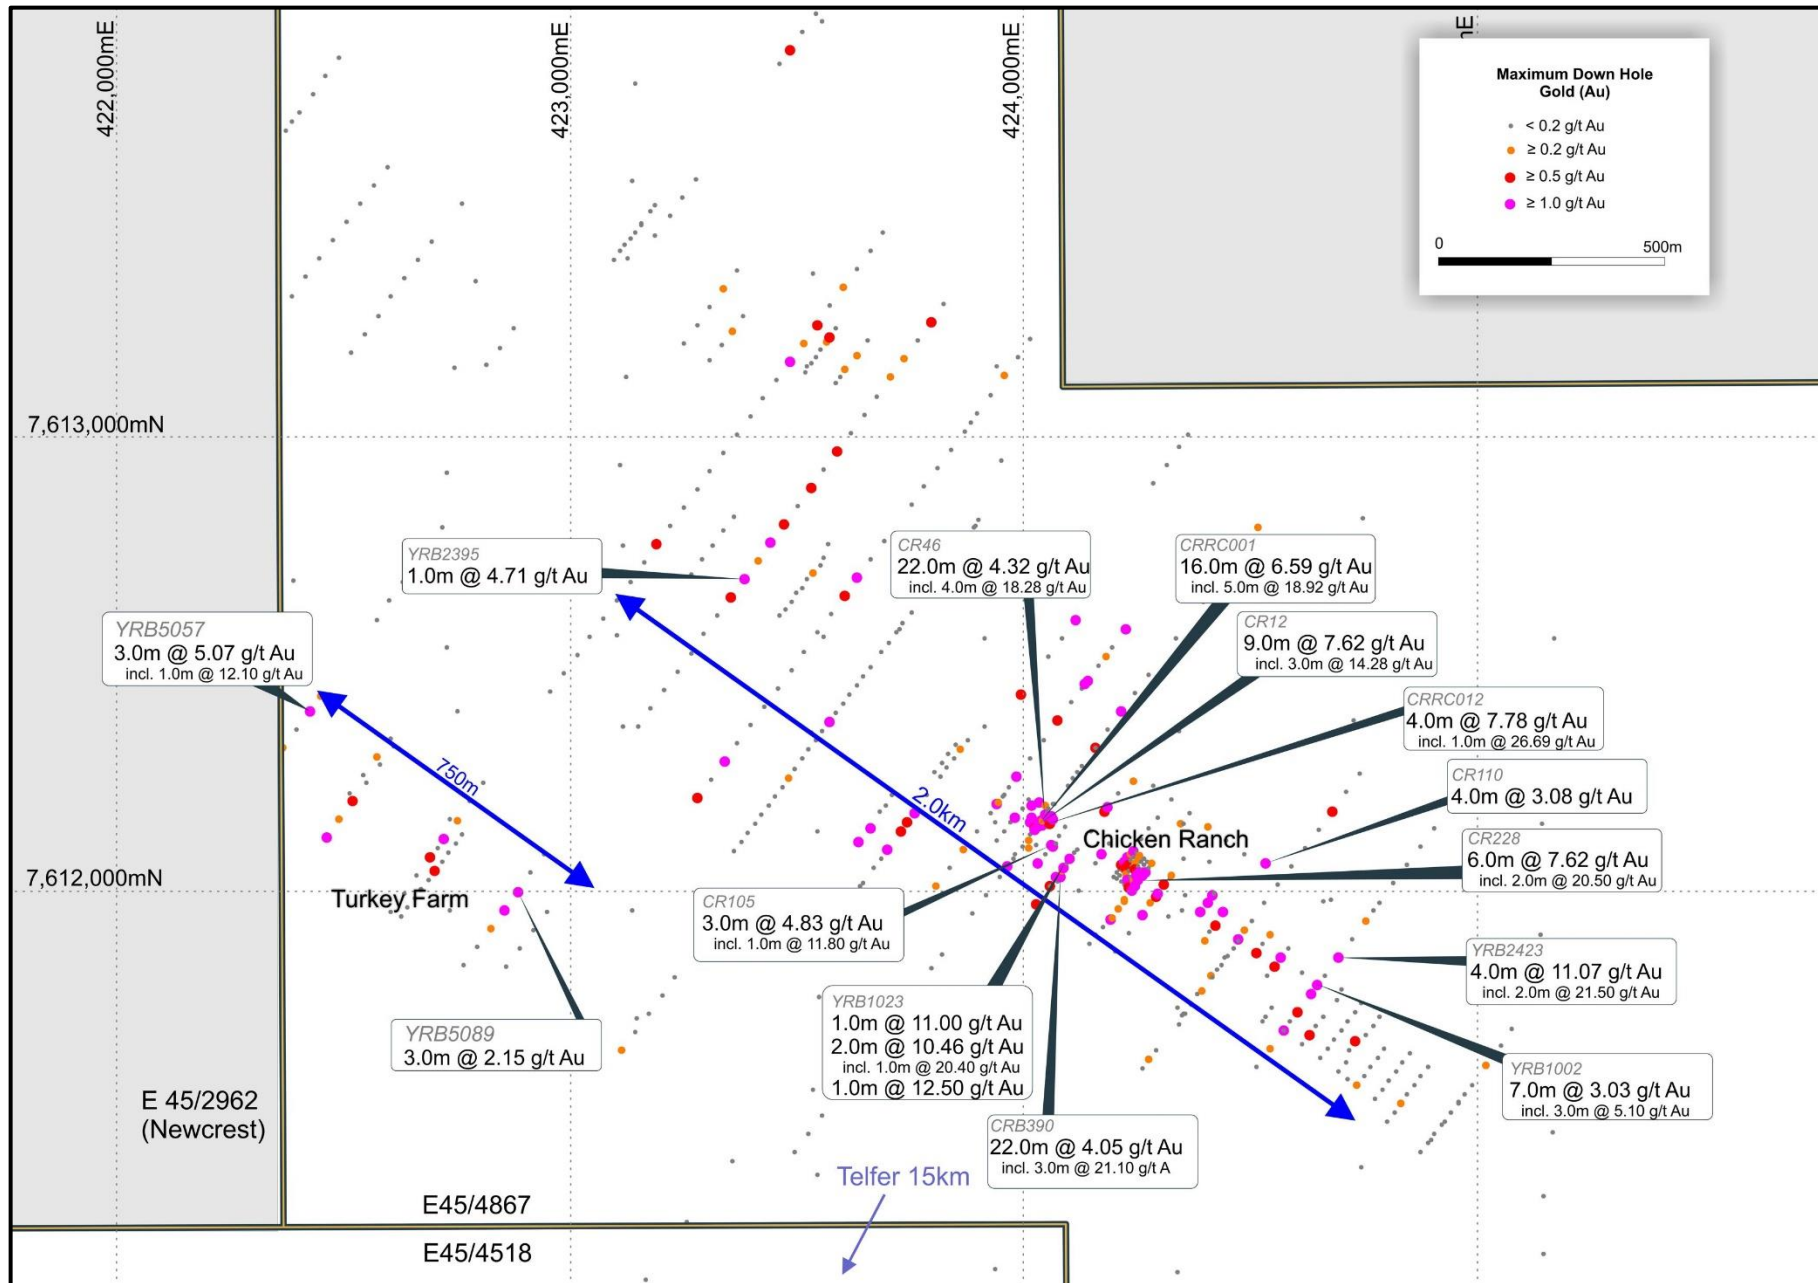 422,000mE
423,000mE
424,000mE
mE
Maximum Down Hole
Gold (Au)
< 0.2 g/t Au
≥ 0.2 g/t Au
≥ 0.5 g/t Au
≥ 1.0 g/t Au
0
500m
7,613,000mN
YRB2395
1.0m @ 4.71 g/t Au
CR46
22.0m @ 4.32 g/t Au
incl. 4.0m @ 18.28 g/t Au
CRRC001
16.0m @ 6.59 g/t Au
incl. 5.0m @ 18.92 g/t Au
YRB5057
3.0m @ 5.07 g/t Au
incl. 1.0m @ 12.10 g/t Au
CR12
9.0m @ 7.62 g/t Au
incl. 3.0m @ 14.28 g/t Au
CRRC012
4.0m @ 7.78 g/t Au
incl. 1.0m @ 26.69 g/t Au
750m
2.0km
CR110
4.0m @ 3.08 g/t Au
Chicken Ranch
CR228
6.0m @ 7.62 g/t Au
incl. 2.0m @ 20.50 g/t Au
7,612,000mN
Turkey Farm
CR105
3.0m @ 4.83 g/t Au
incl. 1.0m @ 11.80 g/t Au
YRB2423
4.0m @ 11.07 g/t Au
incl. 2.0m @ 21.50 g/t Au
YRB5089
3.0m @ 2.15 g/t Au
YRB1023
1.0m @ 11.00 g/t Au
2.0m @ 10.46 g/t Au
incl. 1.0m @ 20.40 g/t Au
1.0m @ 12.50 g/t Au
YRB1002
7.0m @ 3.03 g/t Au
incl. 3.0m @ 5.10 g/t Au
E 45/2962
(Newcrest)
CRB390
22.0m @ 4.05 g/t Au
incl. 3.0m @ 21.10 g/t A
Telfer 15km
E45/4867
E45/4518